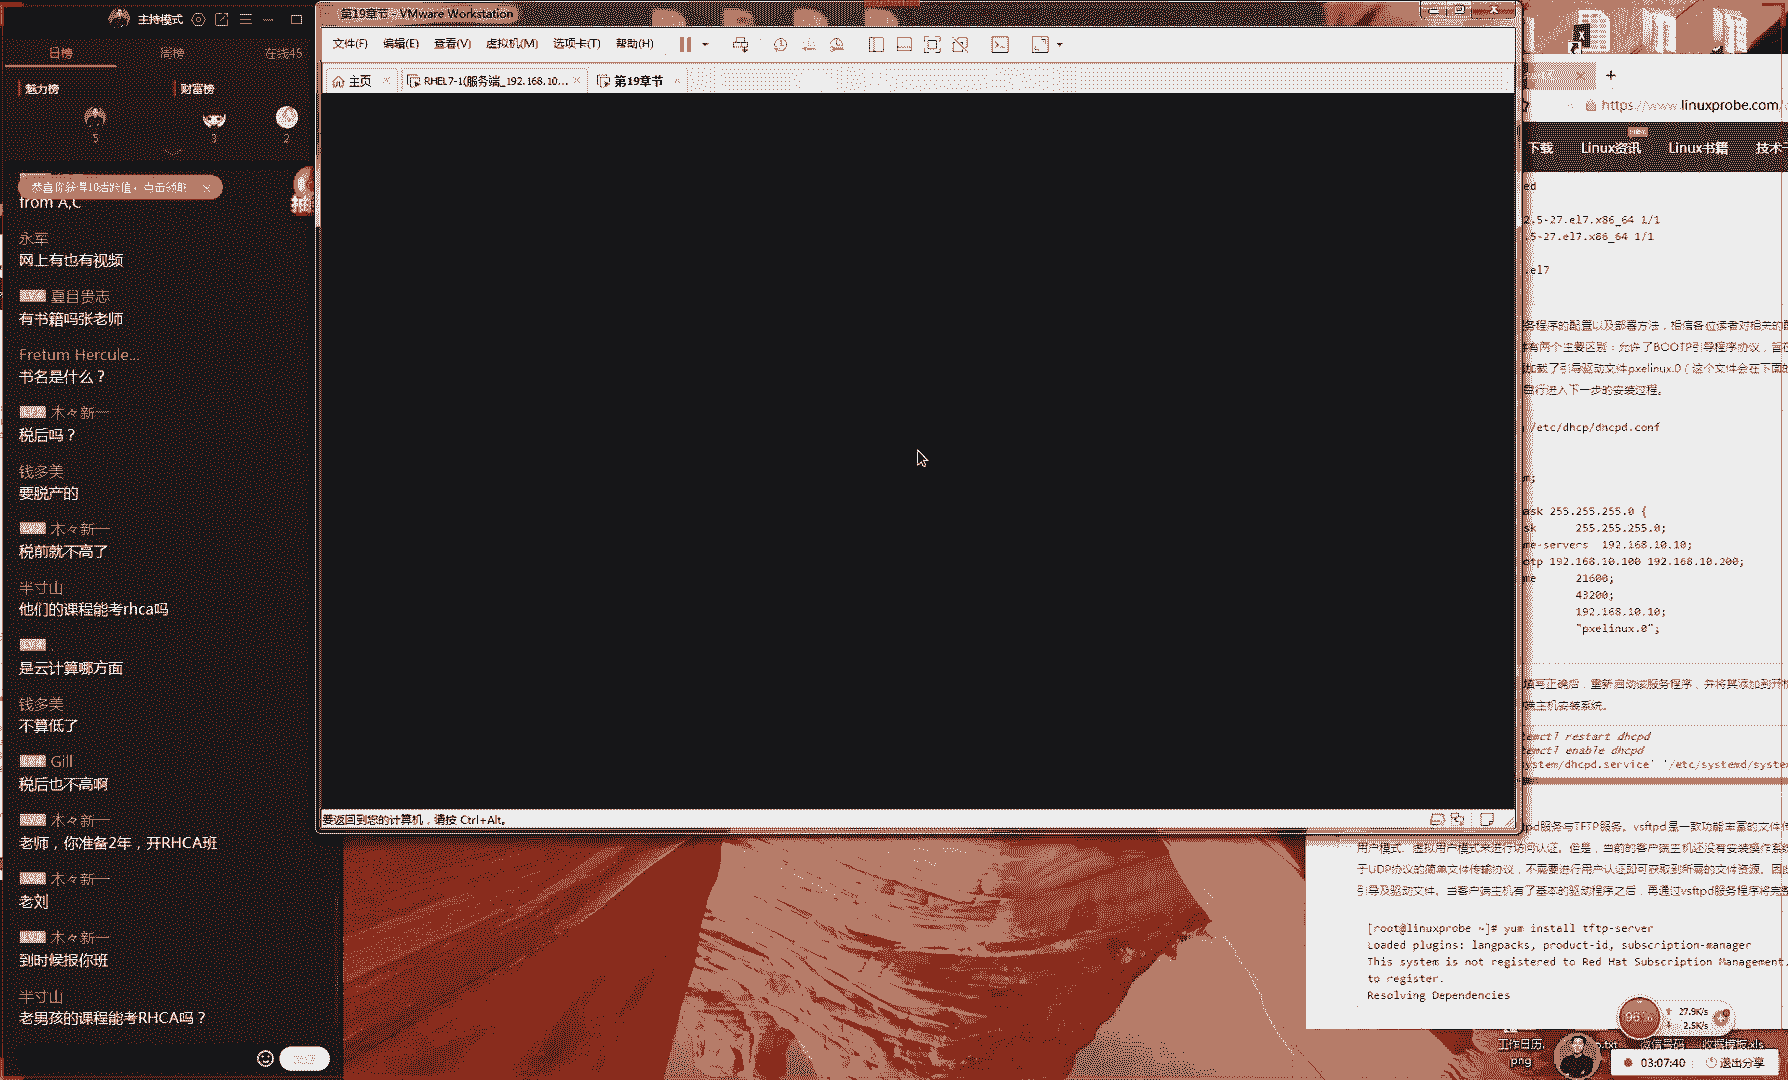 主持模式
日榜
周榜
在线45
魅力榜
财富榜
5
3
2
from A,C
永军
网上有也有视频
夏目贵志
有书籍吗张老师
Fretum Hercule...
书名是什么？
木々新一
税后吗？
钱多美
要脱产的
木々新一
税前就不高了
半寸山
他们的课程能考rhca吗
是云计算哪方面
钱多美
不算低了
Gill
税后也不高啊
木々新一
老师，你准备2年，开RHCA班
木々新一
老刘
木々新一
到时候报你班
半寸山
老男孩的课程能考RHCA吗？
第19章节 - VMware Workstation
文件(F) 编辑(E) 查看(V) 虚拟机(M) 选项卡(T) 帮助(H)
主页
RHEL7-1(服务端_192.168.10...
第19章节
要返回到您的计算机，请按 Ctrl+Alt。
https://www.linuxprobe.com/
下载 Linux资讯 Linux书籍
ed
2.5-27.el7.x86_64 1/1
.5-27.el7.x86_64 1/1
.el7
务程序的配置以及部署方法，相信各位读者对相关的
有两个主要区别：允许了BOOTP引导程序协议，旨在
加载了引导驱动文件pxelinux.0（这个文件会在下面的
自行进入下一步的安装过程。
/etc/dhcp/dhcpd.conf
ask 255.255.255.0 {
sk 255.255.255.0;
me-servers 192.168.10.10;
otp 192.168.10.100 192.168.10.200;
me 21600;
43200;
192.168.10.10;
"pxelinux.0";
填写正确后，重新启动该服务程序，并将其添加到开
端主机安装系统。
temctl restart dhcpd
temctl enable dhcpd
system/dhcpd.service' '/etc/systemd/system
tpd服务与TFTP服务。vsftpd是一款功能丰富的文件传
用户模式、虚拟用户模式来进行访问认证。但是，当前的客户端主机还没有安装操作系
于UDP协议的简单文件传输协议，不需要进行用户认证即可获取到所需的文件资源。因此
引导及驱动文件。当客户端主机有了基本的驱动程序之后，再通过vsftpd服务程序将完整
[root@linuxprobe ~]# yum install tftp-server
Loaded plugins: langpacks, product-id, subscription-manager
This system is not registered to Red Hat Subscription Management.
to register.
Resolving Dependencies
27.9K/s
2.5K/s
工作日历.
png
03:07:40
退出分享